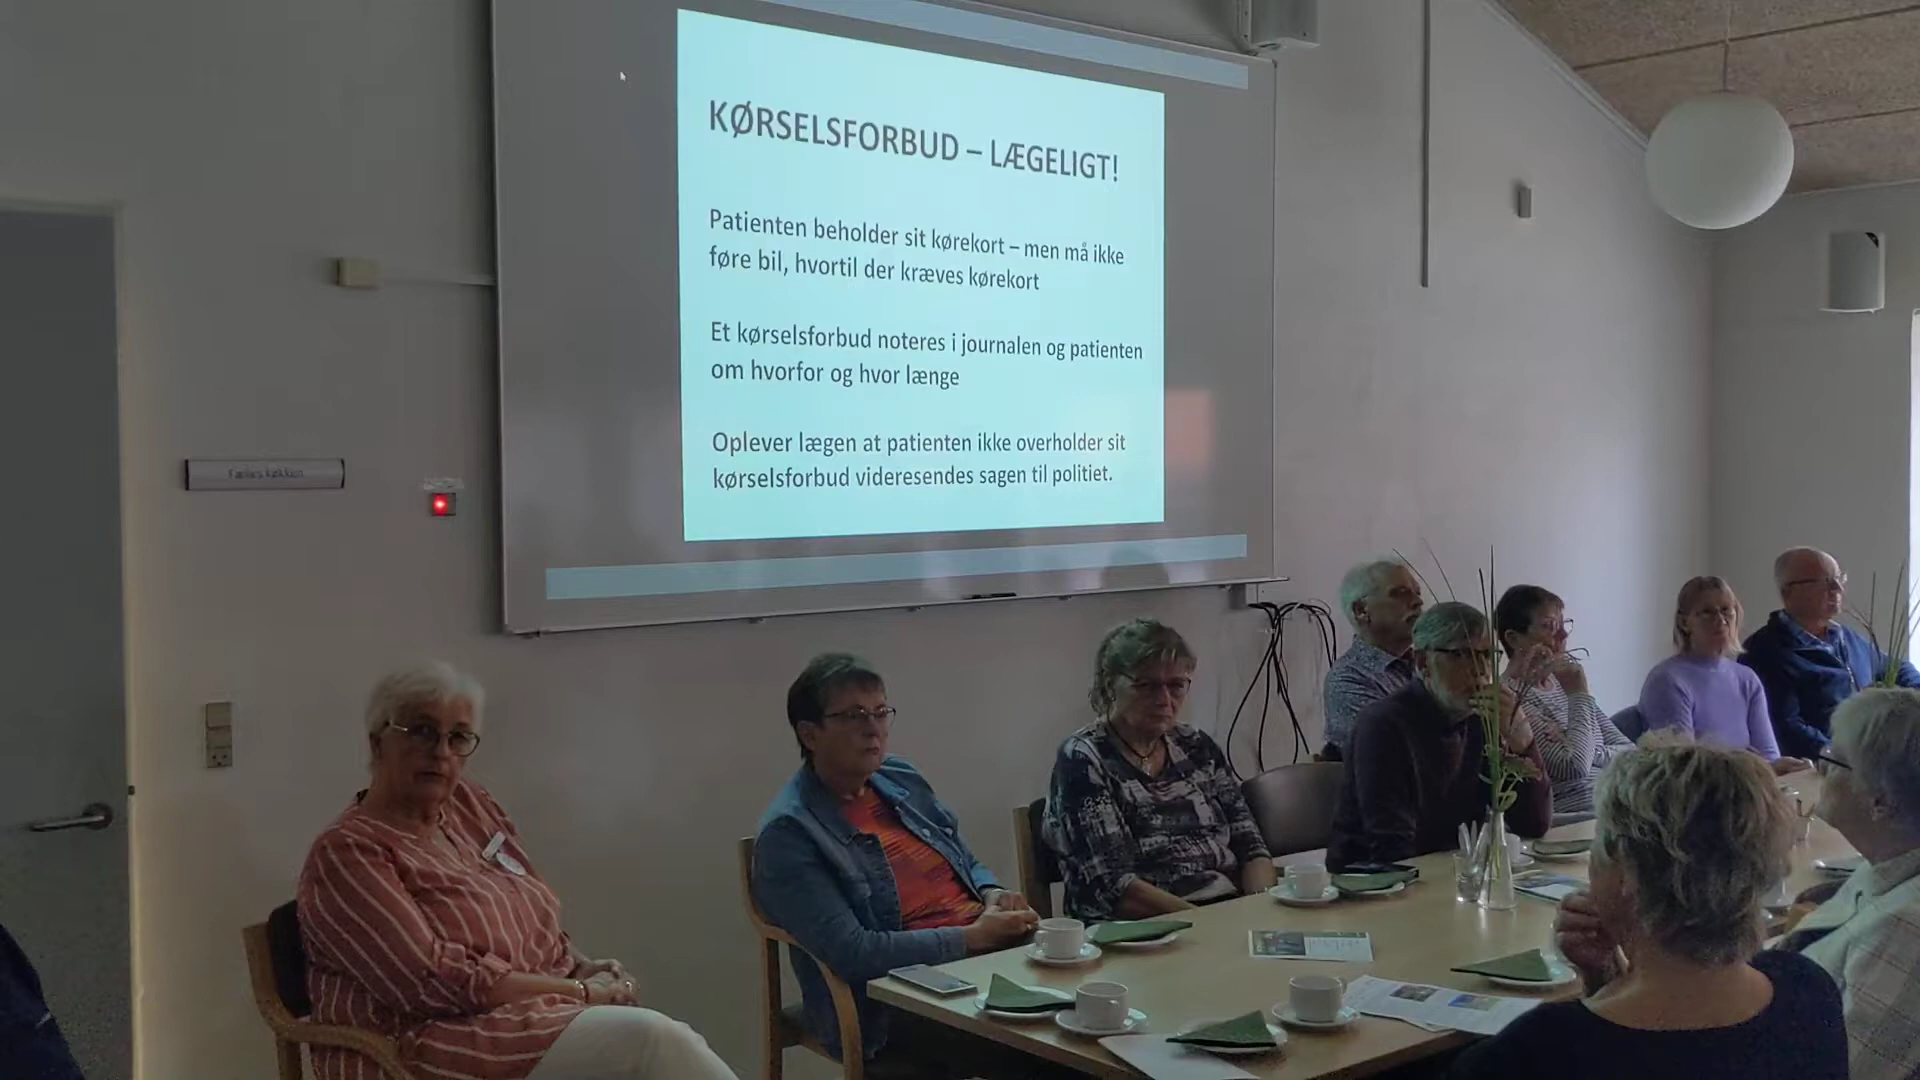 KØRSELSFORBUD – LÆGELIGT!
Patienten beholder sit kørekort – men må ikke
føre bil, hvortil der kræves kørekort
Et kørselsforbud noteres i journalen og patienten
om hvorfor og hvor længe
Oplever lægen at patienten ikke overholder sit
kørselsforbud videresendes sagen til politiet.
Fælles køkken